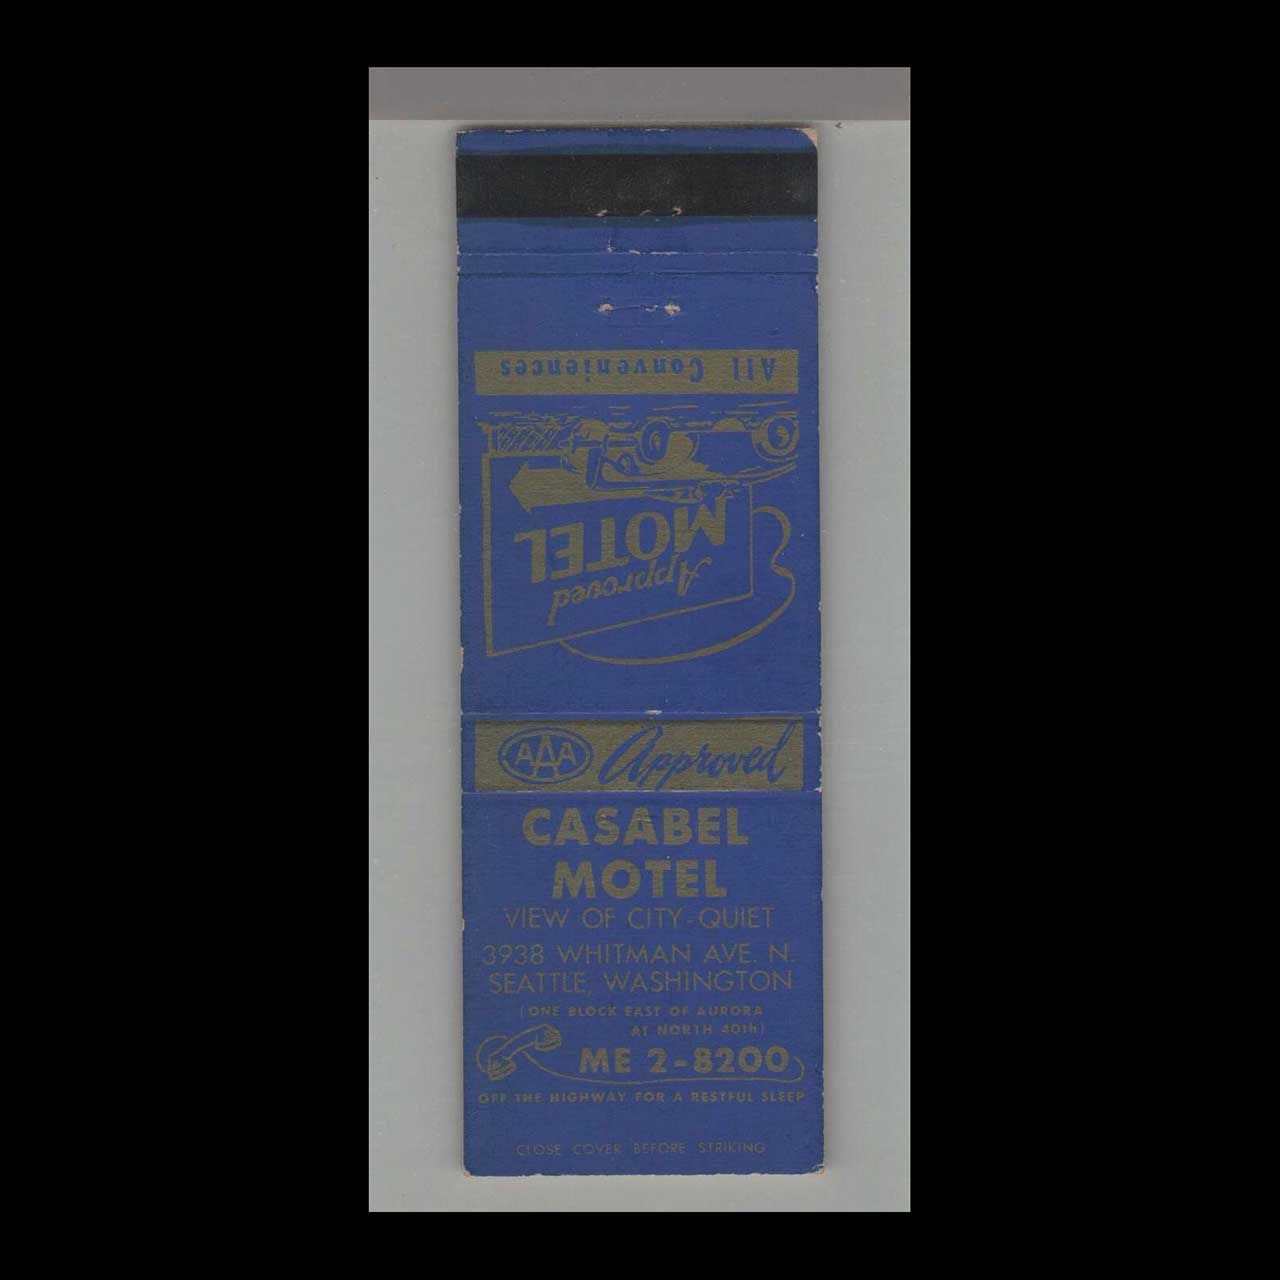 All Conveniences
Approved
MOTEL
AAA Approved
CASABEL
MOTEL
VIEW OF CITY - QUIET
3938 WHITMAN AVE. N.
SEATTLE, WASHINGTON
(ONE BLOCK EAST OF AURORA
AT NORTH 40th)
ME 2-8200
OFF THE HIGHWAY FOR A RESTFUL SLEEP
CLOSE COVER BEFORE STRIKING